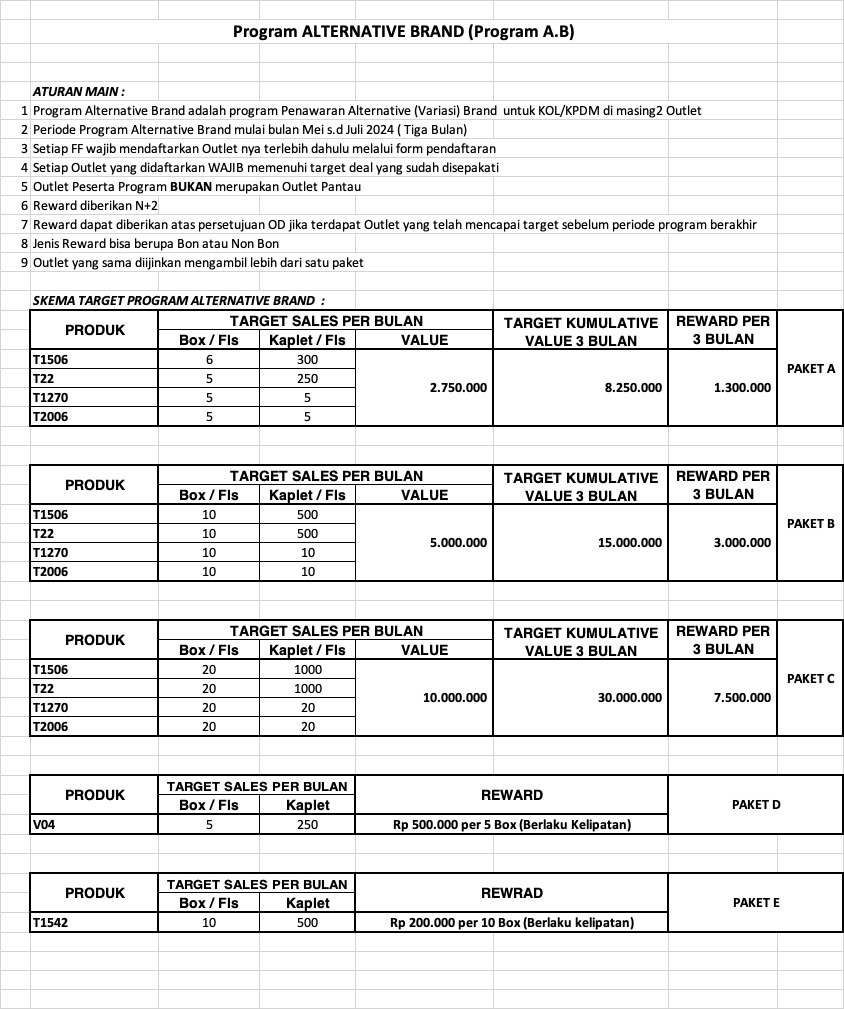 Program ALTERNATIVE BRAND (Program A.B)
ATURAN MAIN :
1 Program Alternative Brand adalah program Penawaran Alternative (Variasi) Brand untuk KOL/KPDM di masing2 Outlet
2 Periode Program Alternative Brand mulai bulan Mei s.d Juli 2024 ( Tiga Bulan)
3 Setiap FF wajib mendaftarkan Outlet nya terlebih dahulu melalui form pendaftaran
4 Setiap Outlet yang didaftarkan WAJIB memenuhi target deal yang sudah disepakati
5 Outlet Peserta Program BUKAN merupakan Outlet Pantau
6 Reward diberikan N+2
7 Reward dapat diberikan atas persetujuan OD jika terdapat Outlet yang telah mencapai target sebelum periode program berakhir
8 Jenis Reward bisa berupa Bon atau Non Bon
9 Outlet yang sama diijinkan mengambil lebih dari satu paket
SKEMA TARGET PROGRAM ALTERNATIVE BRAND :
PRODUK TARGET SALES PER BULAN TARGET KUMULATIVE VALUE 3 BULAN REWARD PER 3 BULAN PAKET A
Box / Fls Kaplet / Fls VALUE
T1506 6 300 2.750.000 8.250.000 1.300.000
T22 5 250
T1270 5 5
T2006 5 5
PRODUK TARGET SALES PER BULAN TARGET KUMULATIVE VALUE 3 BULAN REWARD PER 3 BULAN PAKET B
Box / Fls Kaplet / Fls VALUE
T1506 10 500 5.000.000 15.000.000 3.000.000
T22 10 500
T1270 10 10
T2006 10 10
PRODUK TARGET SALES PER BULAN TARGET KUMULATIVE VALUE 3 BULAN REWARD PER 3 BULAN PAKET C
Box / Fls Kaplet / Fls VALUE
T1506 20 1000 10.000.000 30.000.000 7.500.000
T22 20 1000
T1270 20 20
T2006 20 20
PRODUK TARGET SALES PER BULAN REWARD PAKET D
Box / Fls Kaplet
V04 5 250 Rp 500.000 per 5 Box (Berlaku Kelipatan)
PRODUK TARGET SALES PER BULAN REWRAD PAKET E
Box / Fls Kaplet
T1542 10 500 Rp 200.000 per 10 Box (Berlaku kelipatan)